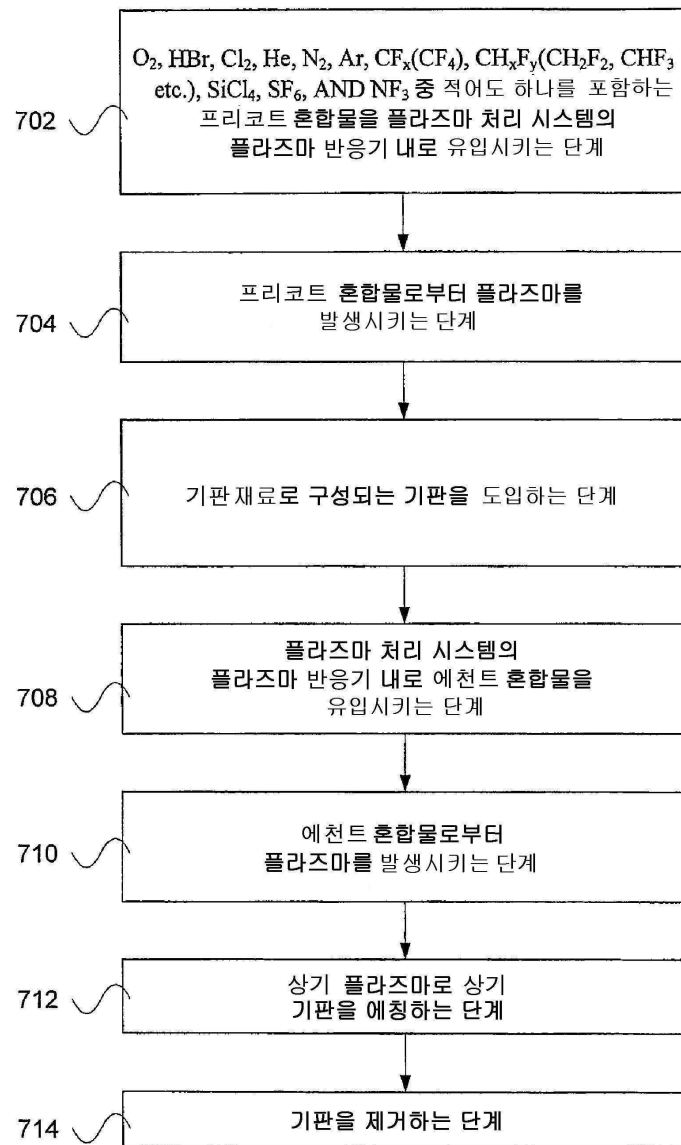 O₂, HBr, Cl₂, He, N₂, Ar, CFₓ(CF₄), CHₓFᵧ(CH₂F₂, CHF₃
etc.), SiCl₄, SF₆, AND NF₃ 중 적어도 하나를 포함하는
702
프리코트 혼합물을 플라즈마 처리 시스템의
플라즈마 반응기 내로 유입시키는 단계
프리코트 혼합물로부터 플라즈마를
704
발생시키는 단계
706
기판 재료로 구성되는 기판을 도입하는 단계
플라즈마 처리 시스템의
플라즈마 반응기 내로 에천트 혼합물을
708
유입시키는 단계
에천트 혼합물로부터
710
플라즈마를 발생시키는 단계
상기 플라즈마로 상기
712
기판을 에칭하는 단계
714
기판을 제거하는 단계